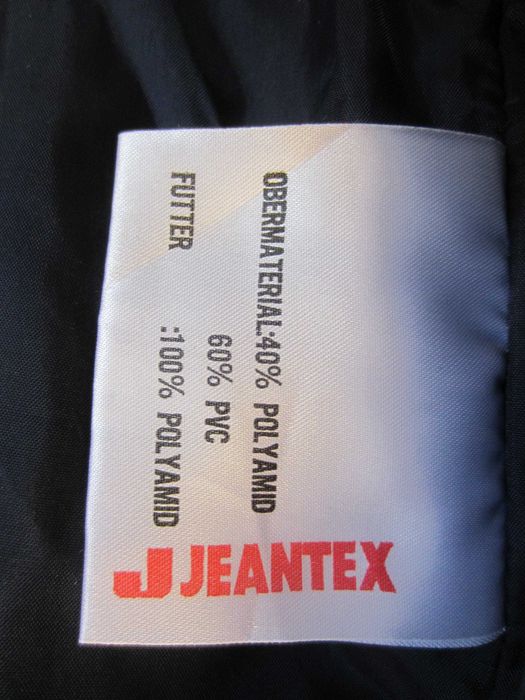 OBERMATERIAL:40% POLYAMID
60% PVC
FUTTER :100% POLYAMID
JEANTEX